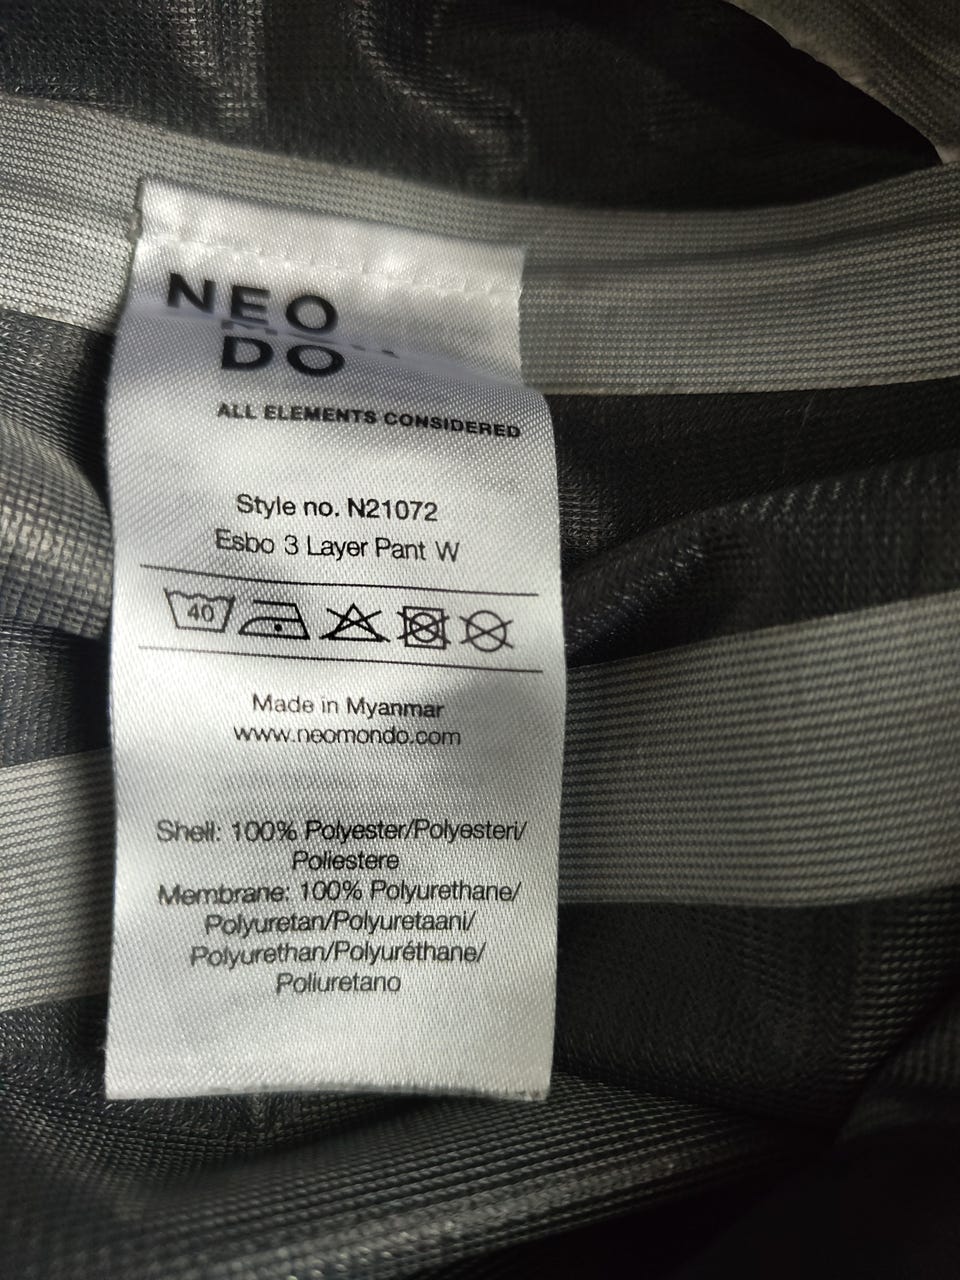 NEO
DO
ALL ELEMENTS CONSIDERED
Style no. N21072
Esbo 3 Layer Pant W
40
Made in Myanmar
www.neomondo.com
Shell: 100% Polyester/Polyesteri/
Poliestere
Membrane: 100% Polyurethane/
Polyuretan/Polyuretaani/
Polyurethan/Polyuréthane/
Poliuretano